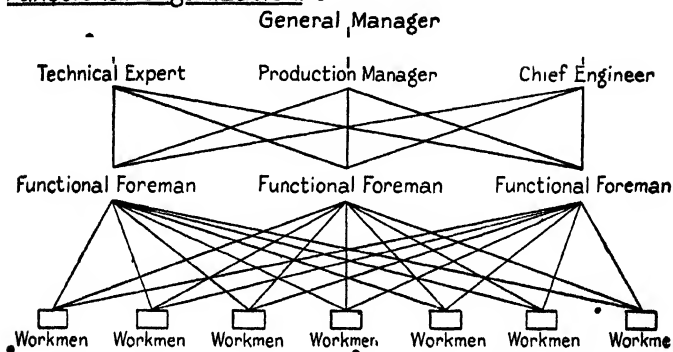 General Manager
Technical Expert Production Manager Chief Engineer
Functional Foreman Functional Foreman Functional Foreman
Workmen Workmen Workmen Workmen Workmen Workmen Workme